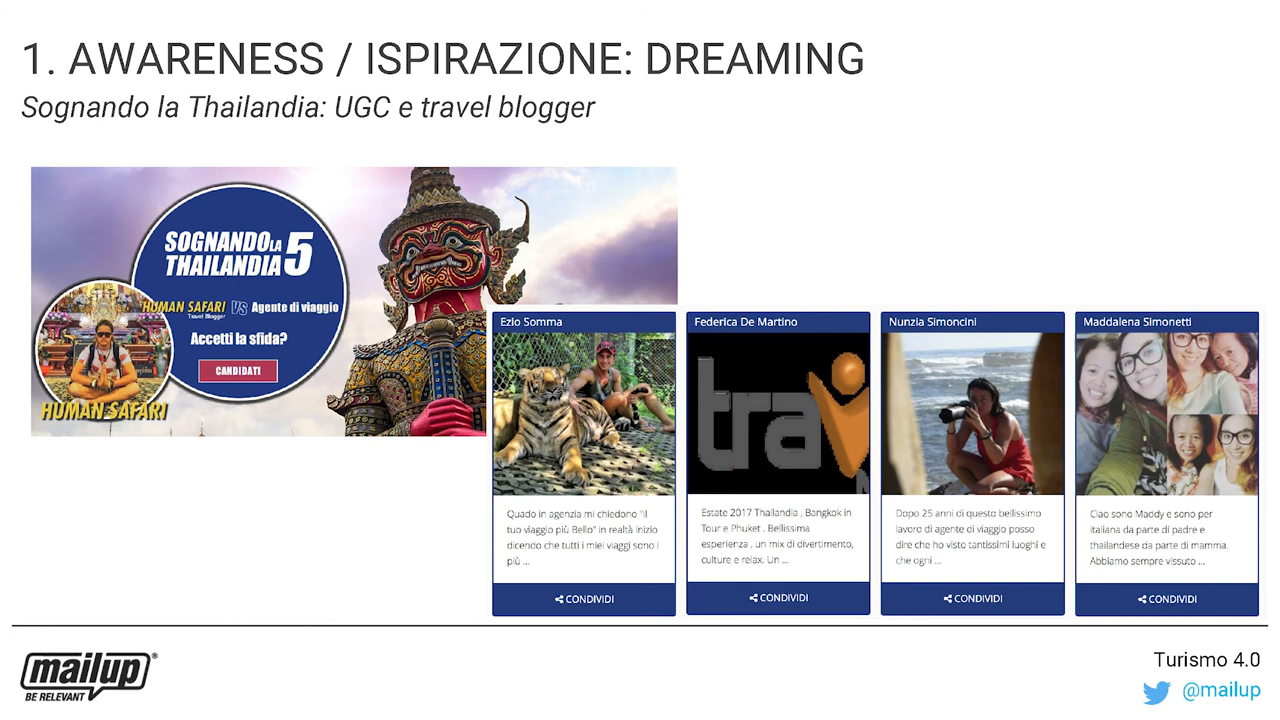 1. AWARENESS / ISPIRAZIONE: DREAMING
Sognando la Thailandia: UGC e travel blogger
SOGNANDO LA
THAILANDIA 5
HUMAN SAFARI VS Agente di viaggio
Travel Blogger
Accetti la sfida?
CANDIDATI
HUMAN SAFARI
Ezio Somma
Quado in agenzia mi chiedono "il
tuo viaggio più Bello" in realtà inizio
dicendo che tutti i miei viaggi sono i
più ...
CONDIVIDI
Federica De Martino
tra
Estate 2017 Thailandia , Bangkok in
Tour e Phuket . Bellissima
esperienza , un mix di divertimento,
culture e relax. Un ...
CONDIVIDI
Nunzia Simoncini
Dopo 25 anni di questo bellissimo
lavoro di agente di viaggio posso
dire che ho visto tantissimi luoghi e
che ogni ...
CONDIVIDI
Maddalena Simonetti
Ciao sono Maddy e sono per
italiana da parte di padre e
thailandese da parte di mamma.
Abbiamo sempre vissuto ...
CONDIVIDI
mailup®
BE RELEVANT
Turismo 4.0
@mailup